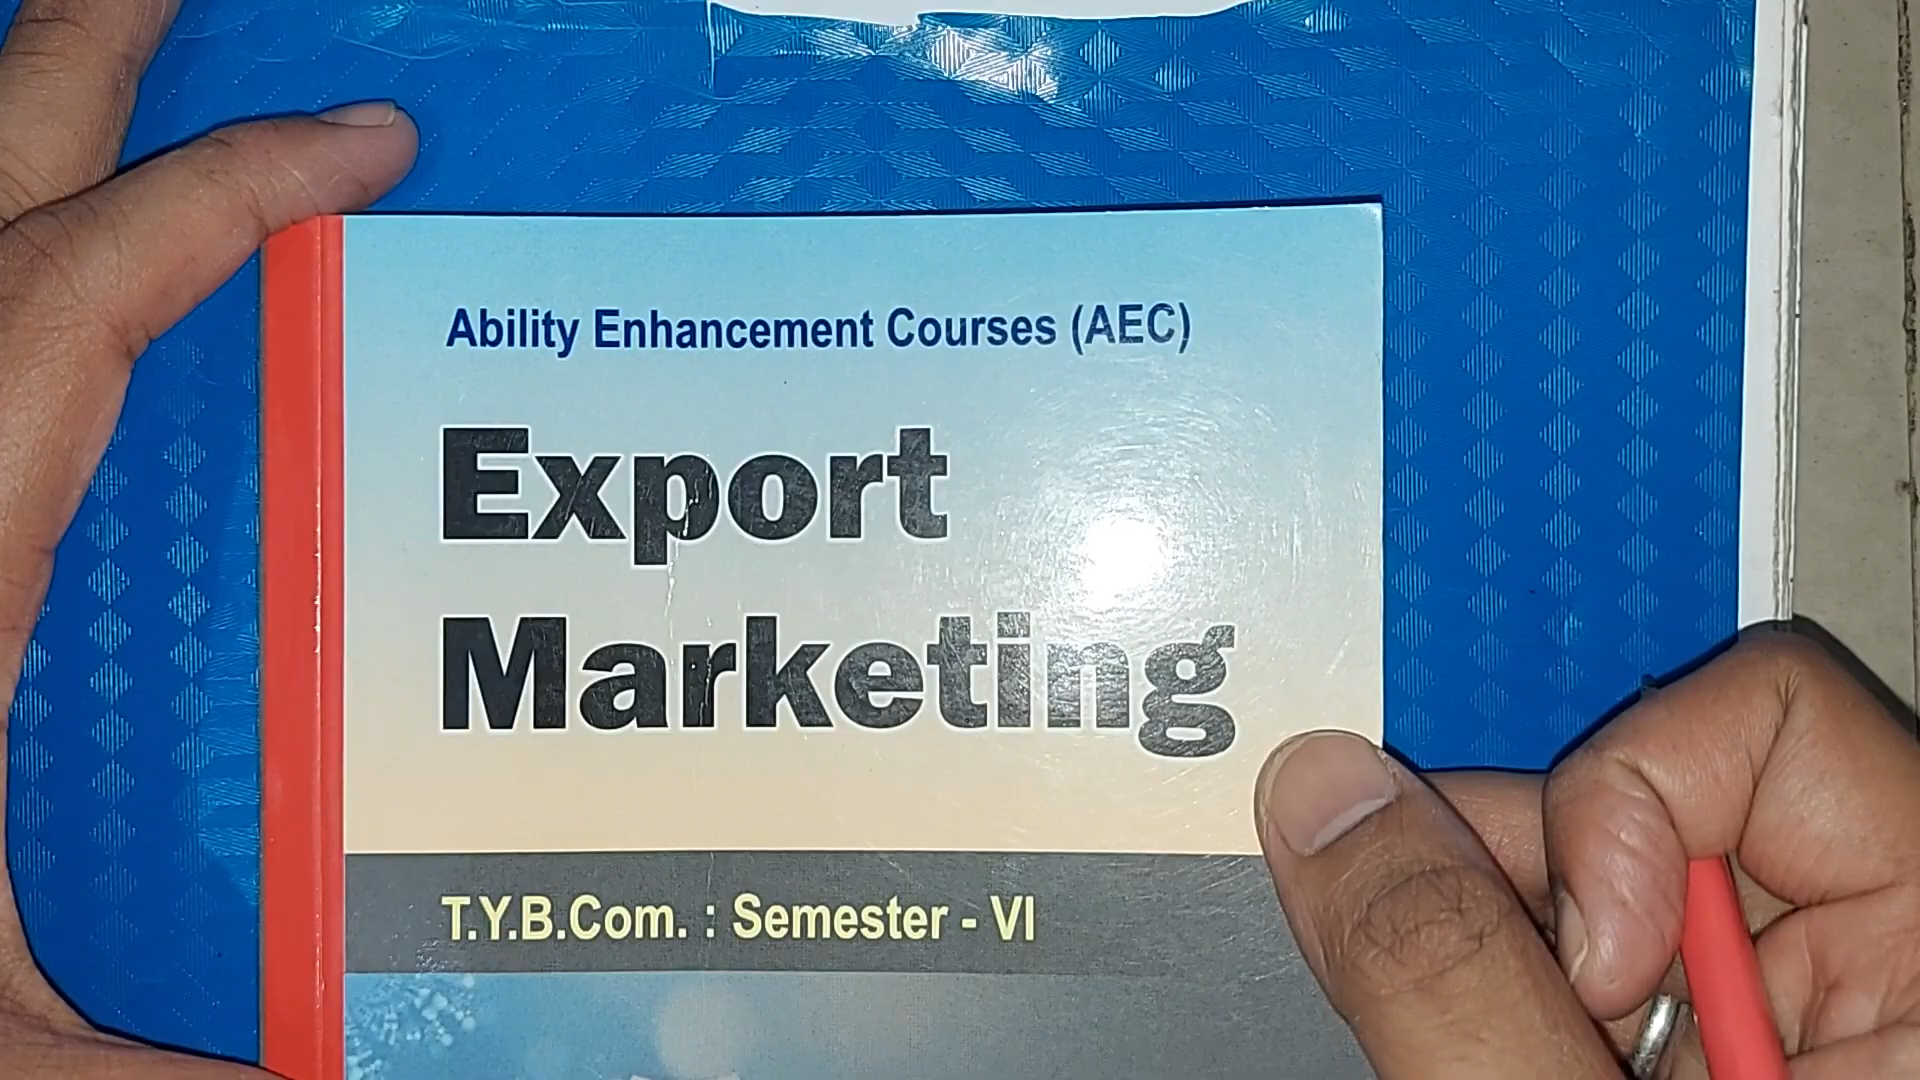 Ability Enhancement Courses (AEC)
Export
Marketing
T.Y.B.Com. : Semester - VI